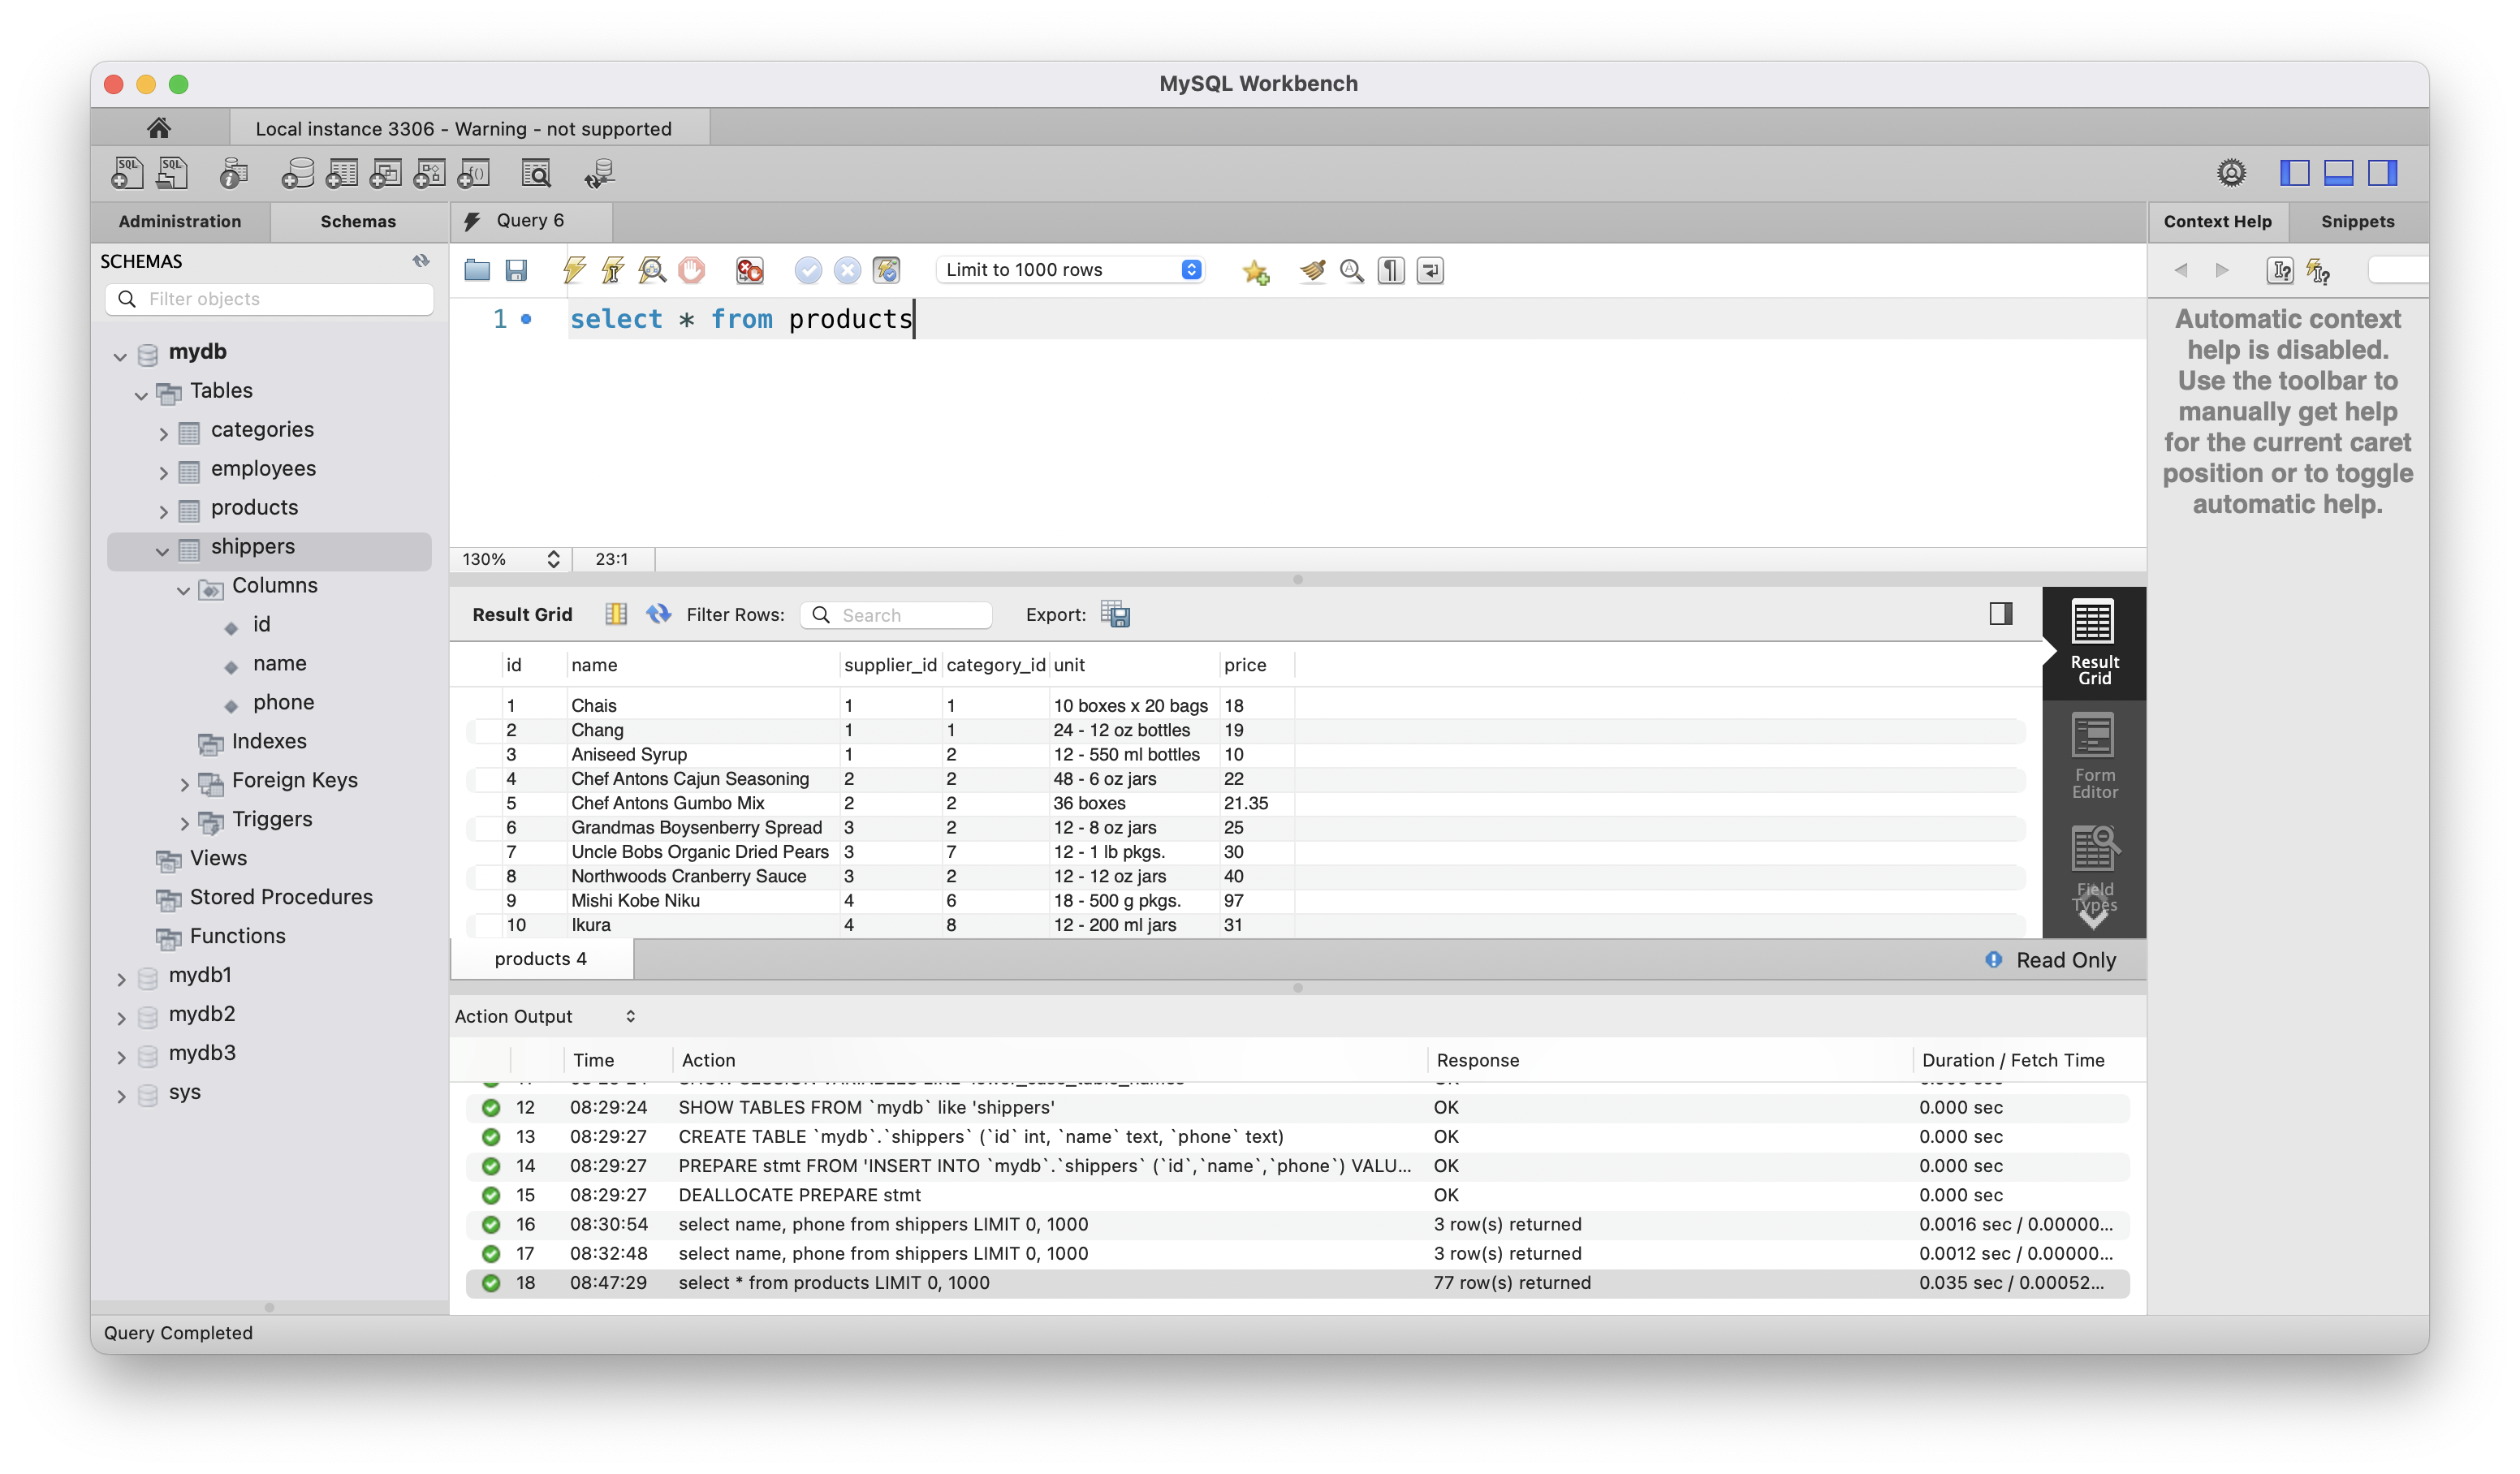 MySQL Workbench
Local instance 3306 - Warning - not supported
Administration Schemas
Query 6
Context Help Snippets
SCHEMAS
Filter objects
Limit to 1000 rows
1 select * from products
Automatic context
help is disabled.
Use the toolbar to
manually get help
for the current caret
position or to toggle
automatic help.
mydb
Tables
categories
employees
products
shippers
Columns
id
name
phone
Indexes
Foreign Keys
Triggers
Views
Stored Procedures
Functions
mydb1
mydb2
mydb3
sys
130% 23:1
Result Grid Filter Rows: Search Export:
id name supplier_id category_id unit price
1 Chais 1 1 10 boxes x 20 bags 18
2 Chang 1 1 24 - 12 oz bottles 19
3 Aniseed Syrup 1 2 12 - 550 ml bottles 10
4 Chef Antons Cajun Seasoning 2 2 48 - 6 oz jars 22
5 Chef Antons Gumbo Mix 2 2 36 boxes 21.35
6 Grandmas Boysenberry Spread 3 2 12 - 8 oz jars 25
7 Uncle Bobs Organic Dried Pears 3 7 12 - 1 lb pkgs. 30
8 Northwoods Cranberry Sauce 3 2 12 - 12 oz jars 40
9 Mishi Kobe Niku 4 6 18 - 500 g pkgs. 97
10 Ikura 4 8 12 - 200 ml jars 31
Result
Grid
Form
Editor
Field
Types
products 4
Read Only
Action Output
Time Action Response Duration / Fetch Time
12 08:29:24 SHOW TABLES FROM `mydb` like 'shippers' OK 0.000 sec
13 08:29:27 CREATE TABLE `mydb`.`shippers` (`id` int, `name` text, `phone` text) OK 0.000 sec
14 08:29:27 PREPARE stmt FROM 'INSERT INTO `mydb`.`shippers` (`id`,`name`,`phone`) VALU... OK 0.000 sec
15 08:29:27 DEALLOCATE PREPARE stmt OK 0.000 sec
16 08:30:54 select name, phone from shippers LIMIT 0, 1000 3 row(s) returned 0.0016 sec / 0.00000...
17 08:32:48 select name, phone from shippers LIMIT 0, 1000 3 row(s) returned 0.0012 sec / 0.00000...
18 08:47:29 select * from products LIMIT 0, 1000 77 row(s) returned 0.035 sec / 0.00052...
Query Completed